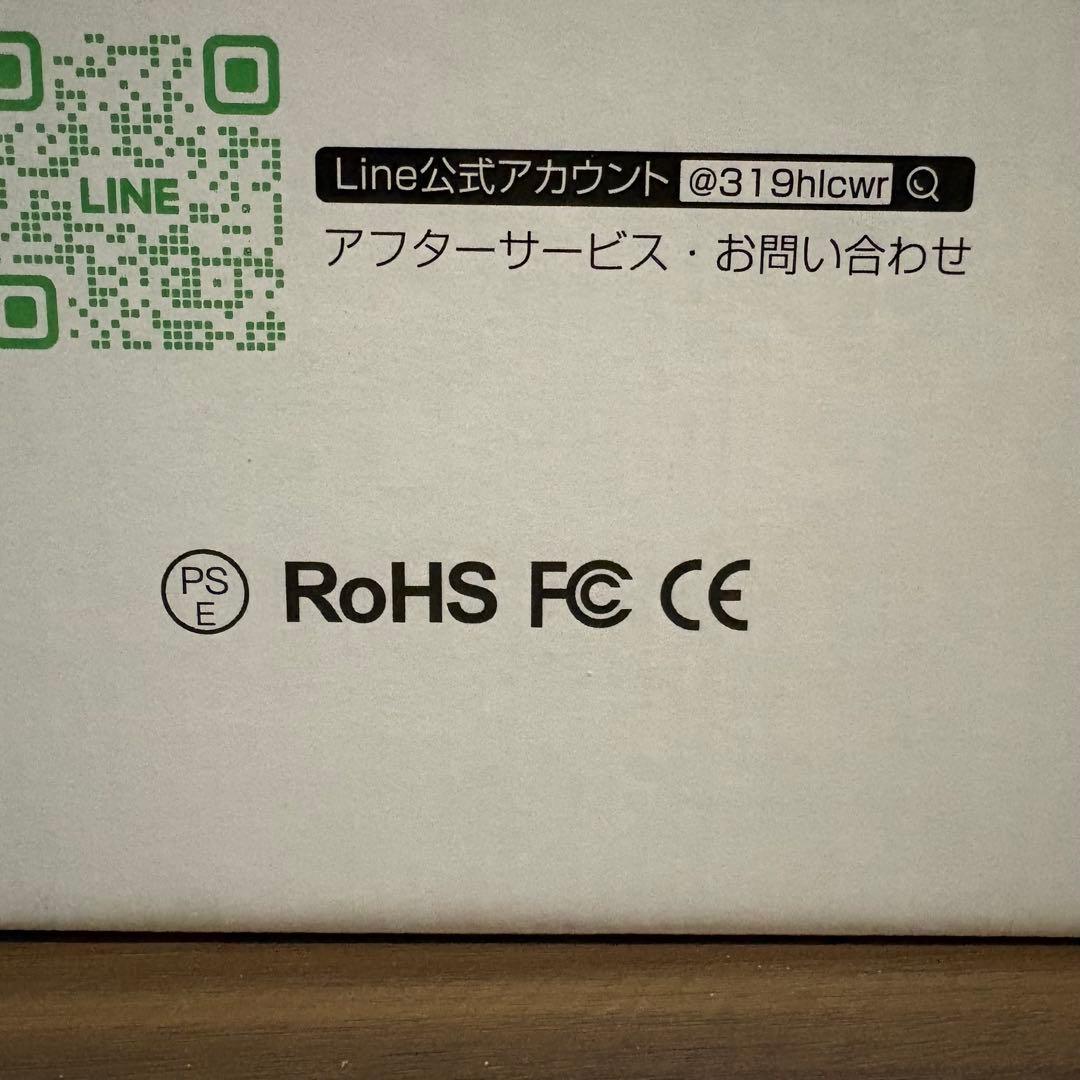 LINE
Line公式アカウント @319hlcwr
アフターサービス・お問い合わせ
PS
E
RoHS FC CE